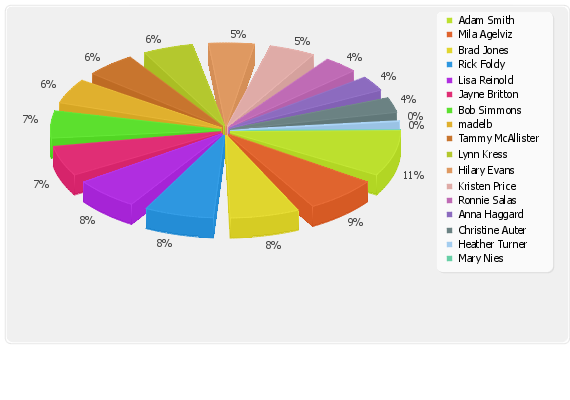 5%
5%
6%
6%
4%
4%
6%
4%
0%
7%
0%
11%
7%
8%
9%
8%
8%
Adam Smith
Mila Agelviz
Brad Jones
Rick Foldy
Lisa Reinold
Jayne Britton
Bob Simmons
madelb
Tammy McAllister
Lynn Kress
Hilary Evans
Kristen Price
Ronnie Salas
Anna Haggard
Christine Auter
Heather Turner
Mary Nies